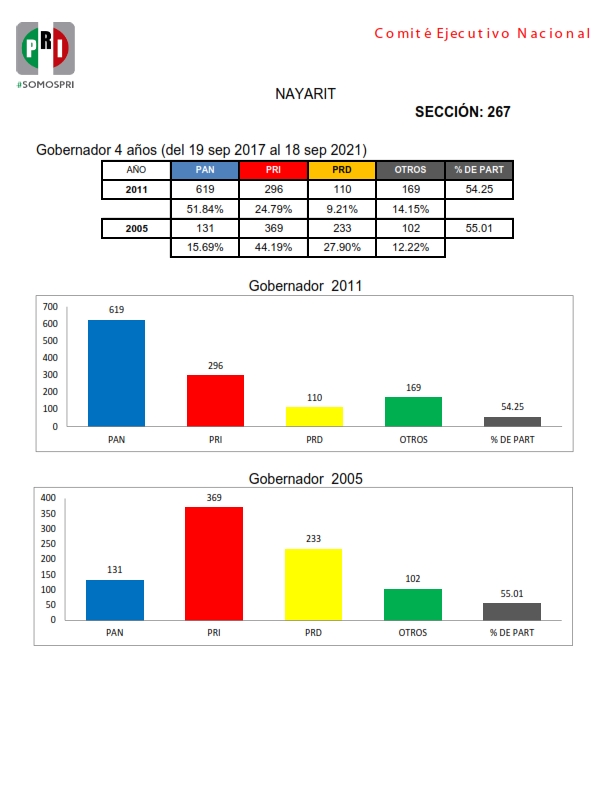 Comité Ejecutivo Nacional
PRI
#SOMOSPRI
NAYARIT
SECCIÓN: 267
Gobernador 4 años (del 19 sep 2017 al 18 sep 2021)
AÑO PAN PRI PRD OTROS % DE PART
2011 619 296 110 169 54.25
51.84% 24.79% 9.21% 14.15%
2005 131 369 233 102 55.01
15.69% 44.19% 27.90% 12.22%
Gobernador 2011
700
600
500
400
300
200
100
0
619
296
110
169
54.25
PAN PRI PRD OTROS % DE PART
Gobernador 2005
400
350
300
250
200
150
100
50
0
131
369
233
102
55.01
PAN PRI PRD OTROS % DE PART